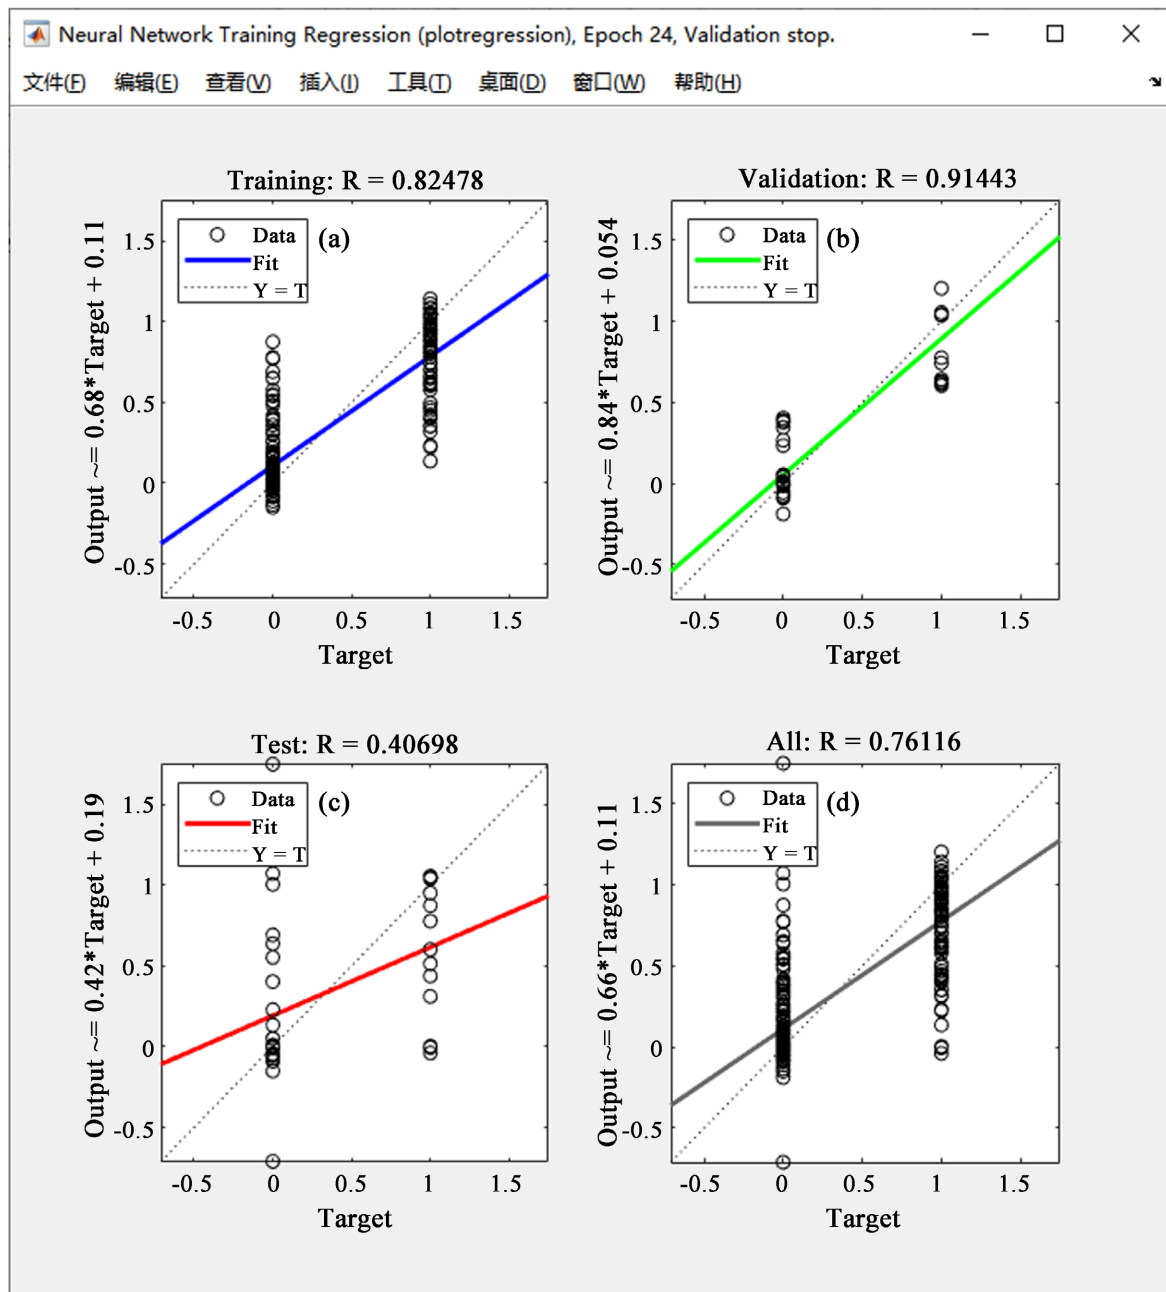 Neural Network Training Regression (plotregression), Epoch 24, Validation stop.
文件(F) 编辑(E) 查看(V) 插入(I) 工具(T) 桌面(D) 窗口(W) 帮助(H)
Training: R = 0.82478
Output ~= 0.68*Target + 0.11
Data
Fit
Y = T
(a)
1.5
1
0.5
0
-0.5
-0.5 0 0.5 1 1.5
Target
Validation: R = 0.91443
Output ~= 0.84*Target + 0.054
Data
Fit
Y = T
(b)
1.5
1
0.5
0
-0.5
-0.5 0 0.5 1 1.5
Target
Test: R = 0.40698
Output ~= 0.42*Target + 0.19
Data
Fit
Y = T
(c)
1.5
1
0.5
0
-0.5
-0.5 0 0.5 1 1.5
Target
All: R = 0.76116
Output ~= 0.66*Target + 0.11
Data
Fit
Y = T
(d)
1.5
1
0.5
0
-0.5
-0.5 0 0.5 1 1.5
Target